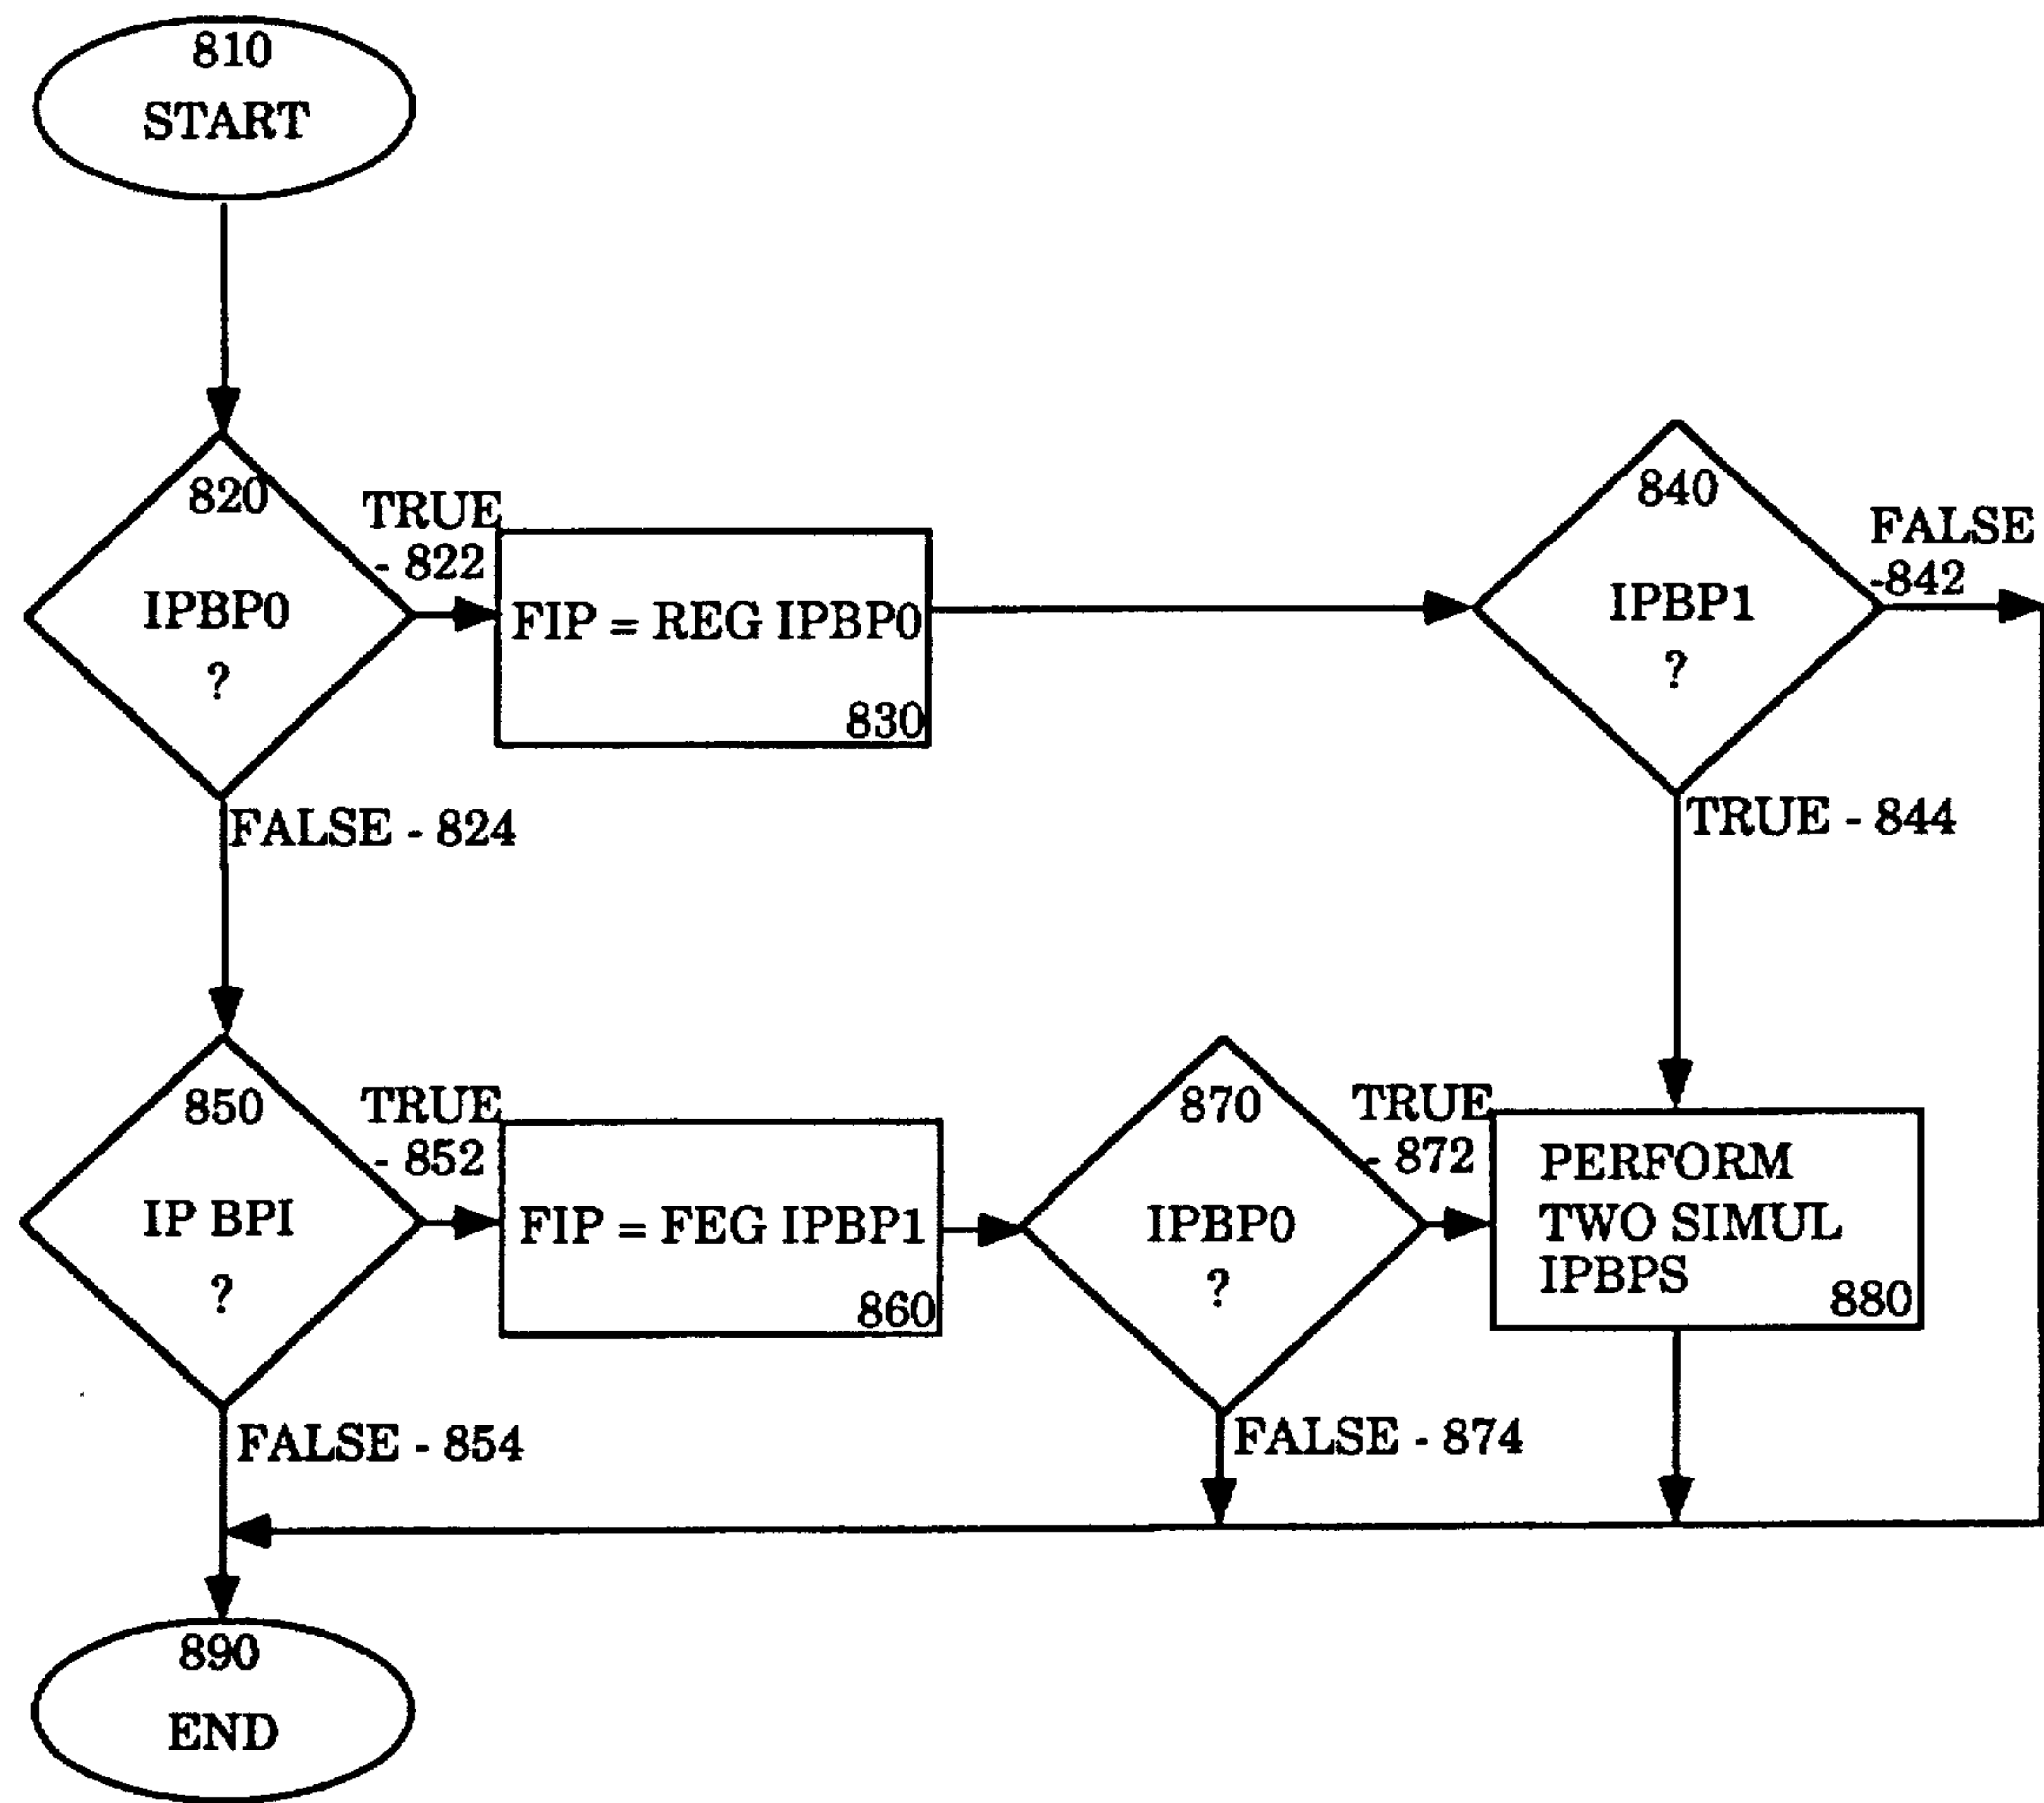 810
START
820
IPBP0
?
TRUE
- 822
FIP = REG IPBP0
830
840
IPBP1
?
FALSE
-842
FALSE - 824
TRUE - 844
850
IP BPI
?
TRUE
- 852
FIP = FEG IPBP1
860
870
IPBP0
?
TRUE
- 872
PERFORM
TWO SIMUL
IPBPS
880
FALSE - 854
FALSE - 874
890
END